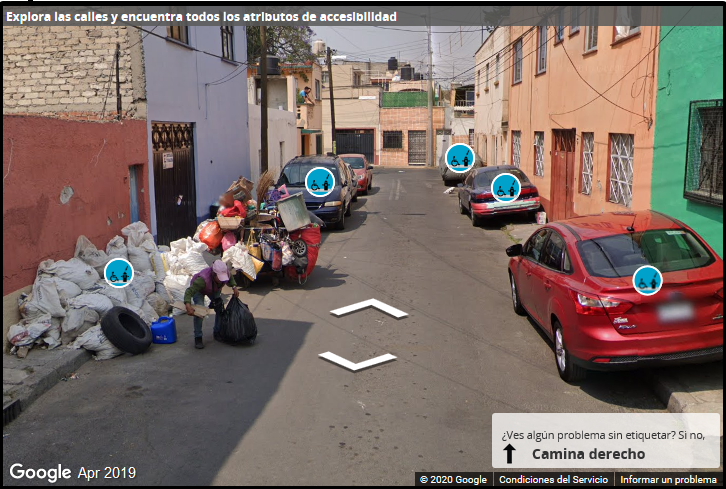 Explora las calles y encuentra todos los atributos de accesibilidad
¿Ves algún problema sin etiquetar? Si no,
Camina derecho
Google Apr 2019
© 2020 Google Condiciones del Servicio Informar un problema